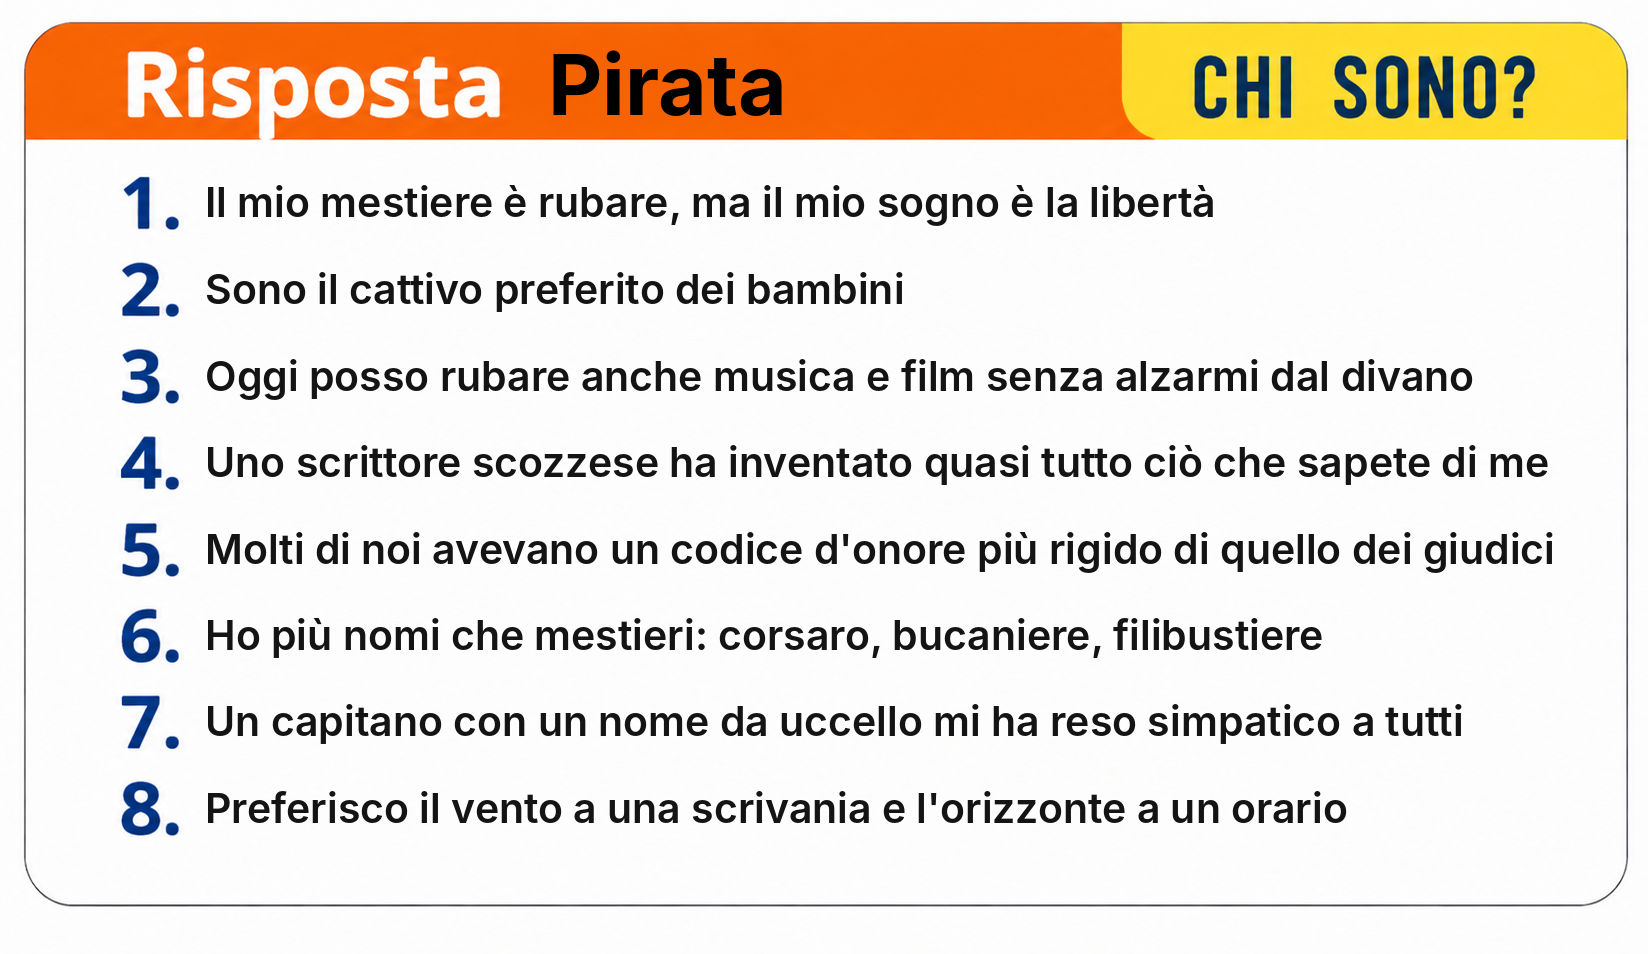 Risposta Pirata CHI SONO?
1. Il mio mestiere è rubare, ma il mio sogno è la libertà
2. Sono il cattivo preferito dei bambini
3. Oggi posso rubare anche musica e film senza alzarmi dal divano
4. Uno scrittore scozzese ha inventato quasi tutto ciò che sapete di me
5. Molti di noi avevano un codice d'onore più rigido di quello dei giudici
6. Ho più nomi che mestieri: corsaro, bucaniere, filibustiere
7. Un capitano con un nome da uccello mi ha reso simpatico a tutti
8. Preferisco il vento a una scrivania e l'orizzonte a un orario